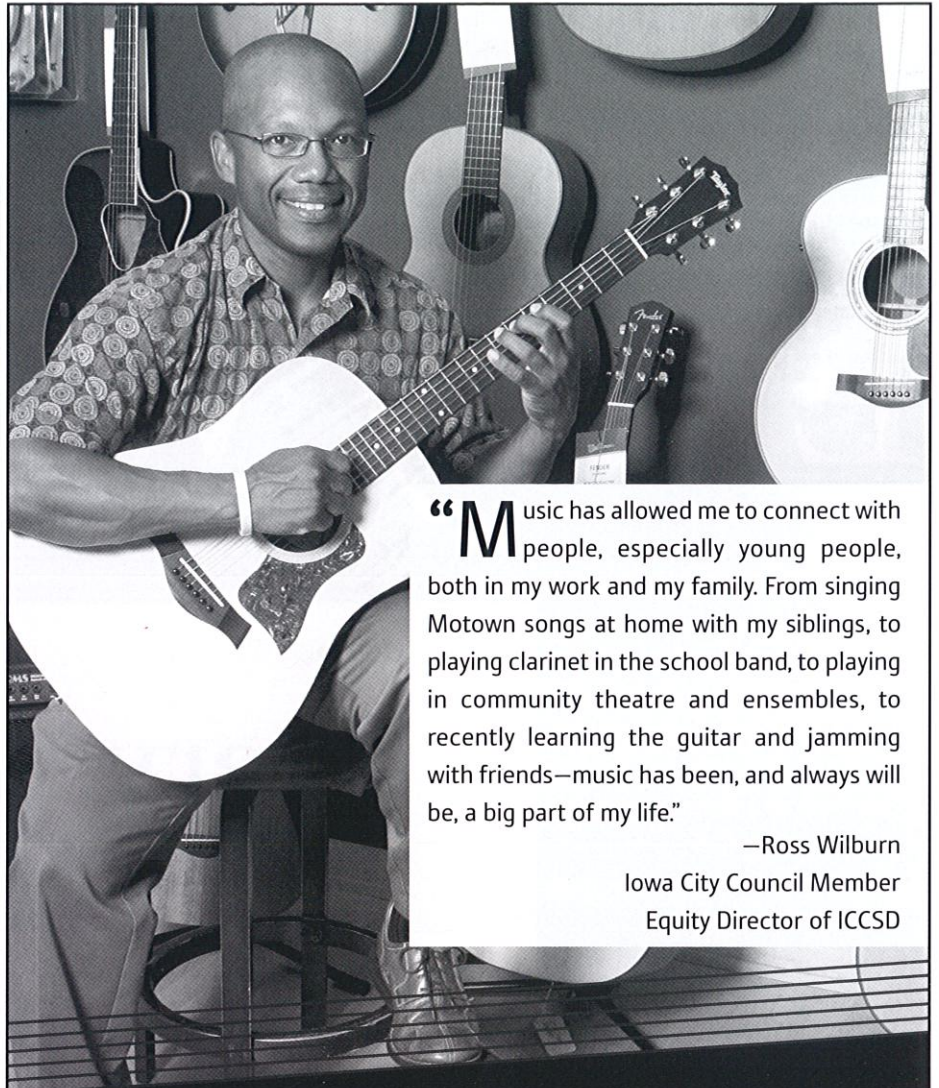 Taylor
Fender
FENDER
“Music has allowed me to connect with
people, especially young people,
both in my work and my family. From singing
Motown songs at home with my siblings, to
playing clarinet in the school band, to playing
in community theatre and ensembles, to
recently learning the guitar and jamming
with friends—music has been, and always will
be, a big part of my life.”
—Ross Wilburn
Iowa City Council Member
Equity Director of ICCSD